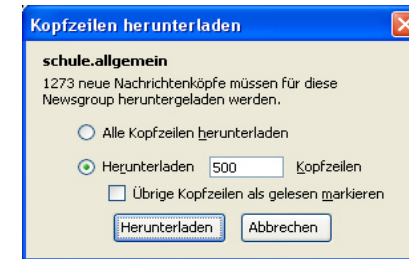 Kopfzeilen herunterladen
schule.allgemein
1273 neue Nachrichtenköpfe müssen für diese
Newsgroup heruntergeladen werden.
Alle Kopfzeilen herunterladen
Herunterladen 500 Kopfzeilen
Übrige Kopfzeilen als gelesen markieren
Herunterladen Abbrechen